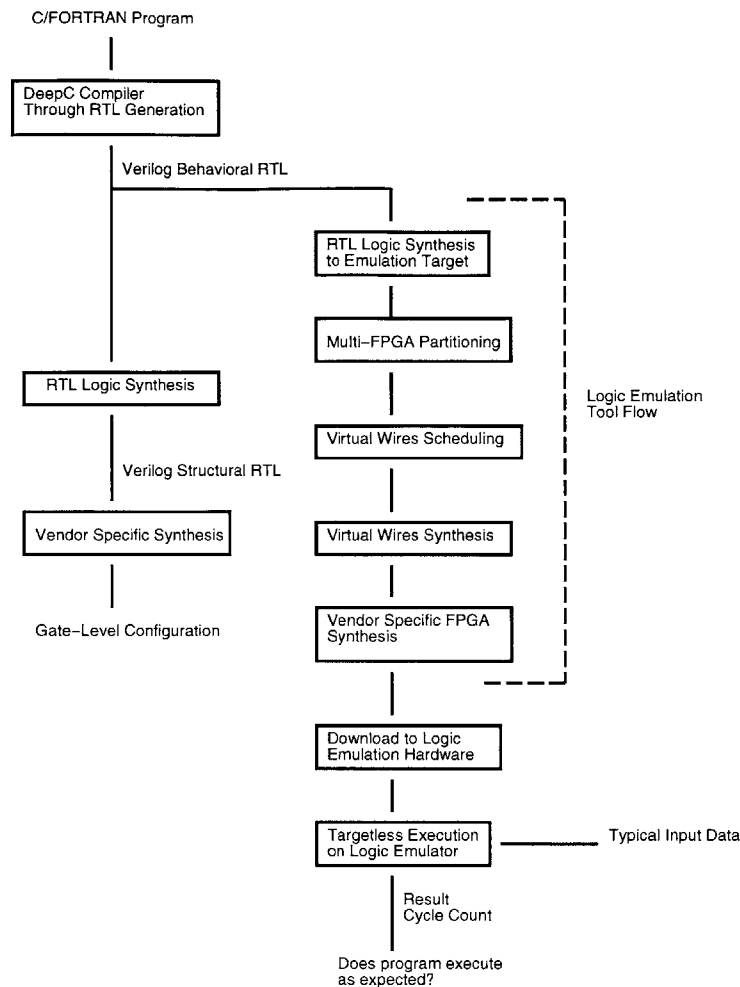 C/FORTRAN Program
DeepC Compiler
Through RTL Generation
Verilog Behavioral RTL
RTL Logic Synthesis
to Emulation Target
Multi–FPGA Partitioning
RTL Logic Synthesis
Logic Emulation
Tool Flow
Virtual Wires Scheduling
Verilog Structural RTL
Vendor Specific Synthesis
Virtual Wires Synthesis
Gate–Level Configuration
Vendor Specific FPGA
Synthesis
Download to Logic
Emulation Hardware
Targetless Execution
on Logic Emulator
Typical Input Data
Result
Cycle Count
Does program execute
as expected?